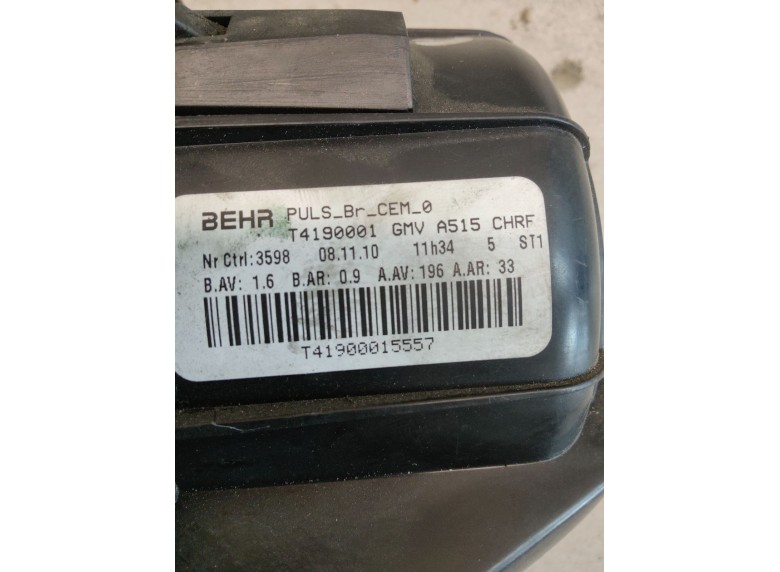 BEHR PULS_Br_CEM_0
T4190001 GMV A515 CHRF
Nr Ctrl:3598 08.11.10 11h34 5 ST1
B.AV: 1.6 B.AR: 0.9 A.AV: 196 A.AR: 33
T41900015557